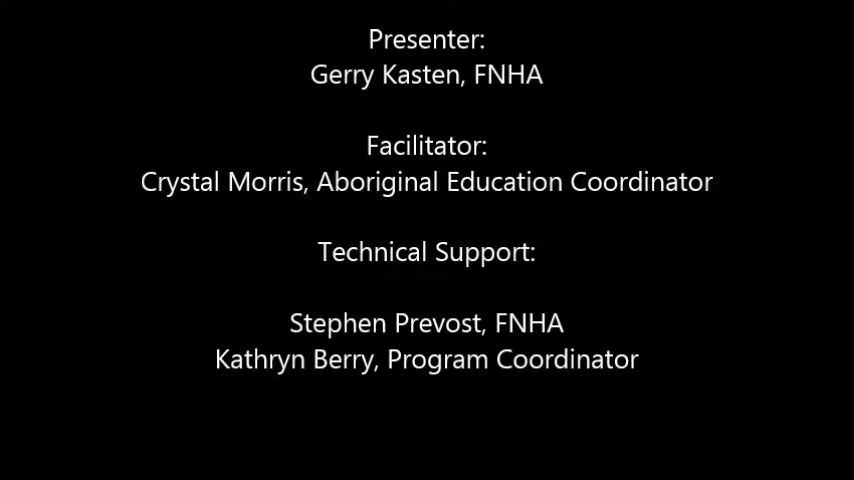 Presenter:
Gerry Kasten, FNHA
Facilitator:
Crystal Morris, Aboriginal Education Coordinator
Technical Support:
Stephen Prevost, FNHA
Kathryn Berry, Program Coordinator